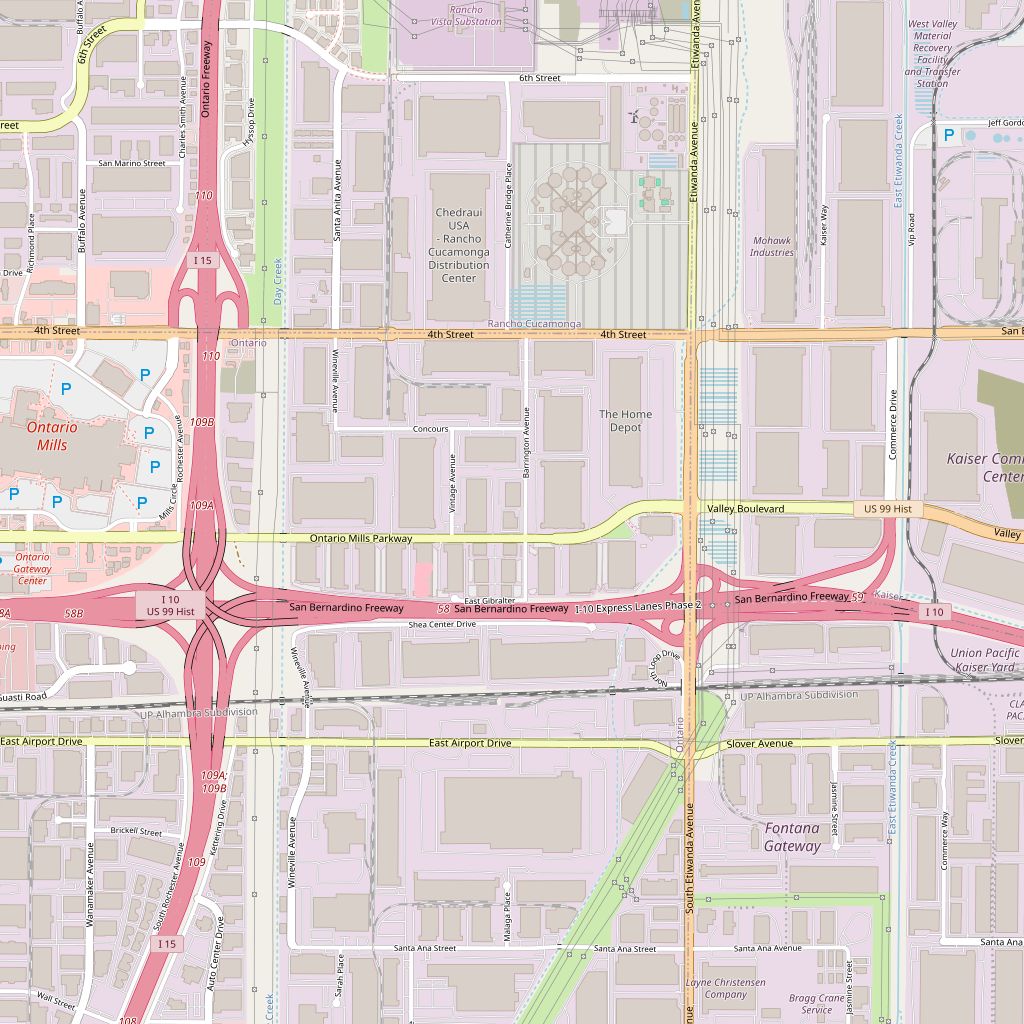 Rancho
Vista Substation
6th Street
6th Street
Ontario Freeway
Charles Smith Avenue
Hyssop Drive
Etiwanda Avenue
West Valley
Material
Recovery
Facility
and Transfer
Station
P
San Marino Street
110
Buffalo Avenue
Richmond Place
Santa Anita Avenue
Catherine Bridge Place
Etiwanda Avenue
East Etiwanda Creek
Kaiser Way
Vip Road
Chedraui
USA
- Rancho
Cucamonga
Distribution
Center
Mohawk
Industries
I 15
Drive
Day Creek
4th Street
Rancho Cucamonga
4th Street
4th Street
Ontario
110
P
P
Ontario
Mills
109B
P
P
P
P
P
Rochester Avenue
Mills Circle
109A
Wineville Avenue
Concours
Vintage Avenue
Barrington Avenue
The Home
Depot
Commerce Drive
Valley Boulevard
US 99 Hist
Valley
Ontario Mills Parkway
Ontario
Gateway
Center
58B
I 10
US 99 Hist
San Bernardino Freeway
58
East Gibralter
San Bernardino Freeway
I-10 Express Lanes Phase 2
San Bernardino Freeway
59
Kaiser
I 10
Shea Center Drive
North Loop Drive
Union Pacific
Kaiser Yard
Wineville Avenue
Guasti Road
UP Alhambra Subdivision
UP Alhambra Subdivision
East Airport Drive
East Airport Drive
Ontario
Slover Avenue
Slover
109A;
109B
Kettering Drive
East Etiwanda Creek
Jasmine Street
Commerce Way
Fontana
Gateway
Brickell Street
109
Wanamaker Avenue
South Rochester Avenue
Wineville Avenue
South Etiwanda Avenue
Malaga Place
I 15
Auto Center Drive
Santa Ana Street
Santa Ana Street
Santa Ana Avenue
Santa Ana
Sarah Place
Layne Christensen
Company
Bragg Crane
Service
Jasmine Street
Wall Street
108
Creek